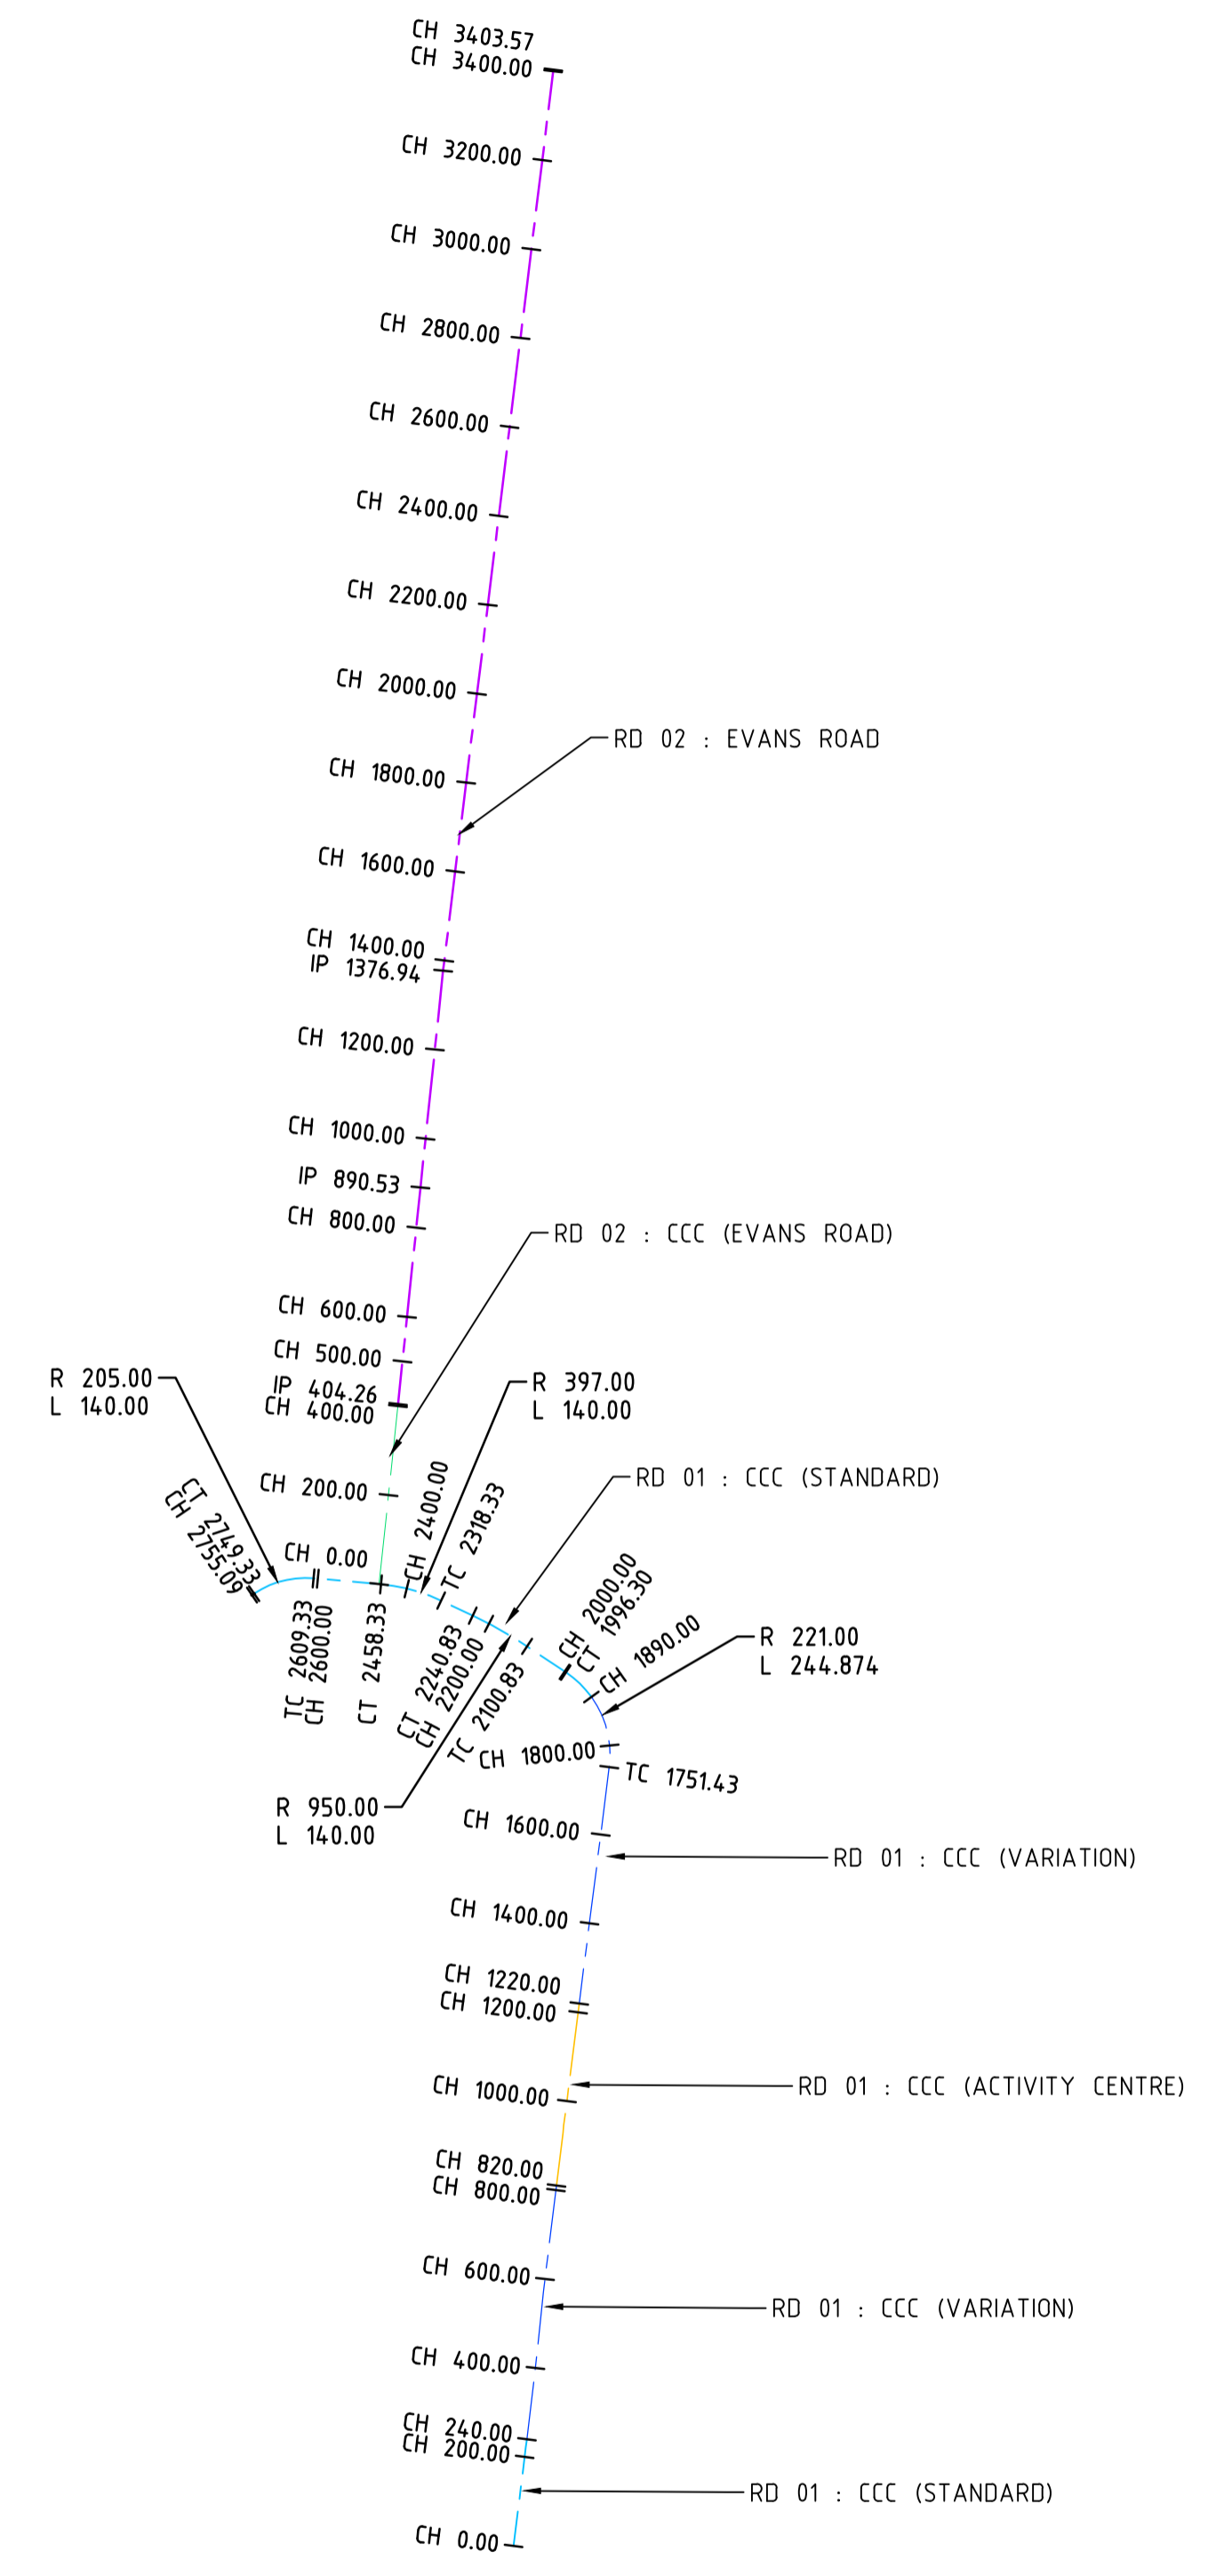 CH 3403.57
CH 3400.00
CH 3200.00
CH 3000.00
CH 2800.00
CH 2600.00
CH 2400.00
CH 2200.00
CH 2000.00
RD 02 : EVANS ROAD
CH 1800.00
CH 1600.00
CH 1400.00
IP 1376.94
CH 1200.00
CH 1000.00
IP 890.53
CH 800.00
RD 02 : CCC (EVANS ROAD)
CH 600.00
CH 500.00
IP 404.26
CH 400.00
R 205.00
L 140.00
R 397.00
L 140.00
RD 01 : CCC (STANDARD)
CH 200.00
CH 0.00
CT 2749.33
CH 2755.09
TC 2609.33
CH 2600.00
CT 2458.33
CH 2400.00
TC 2318.33
CT 2240.83
CH 2200.00
TC 2100.83
CH 2000.00
CT 1996.30
CH 1890.00
R 221.00
L 244.874
CH 1800.00
TC 1751.43
R 950.00
L 140.00
CH 1600.00
RD 01 : CCC (VARIATION)
CH 1400.00
CH 1220.00
CH 1200.00
RD 01 : CCC (ACTIVITY CENTRE)
CH 1000.00
CH 820.00
CH 800.00
CH 600.00
RD 01 : CCC (VARIATION)
CH 400.00
CH 240.00
CH 200.00
RD 01 : CCC (STANDARD)
CH 0.00